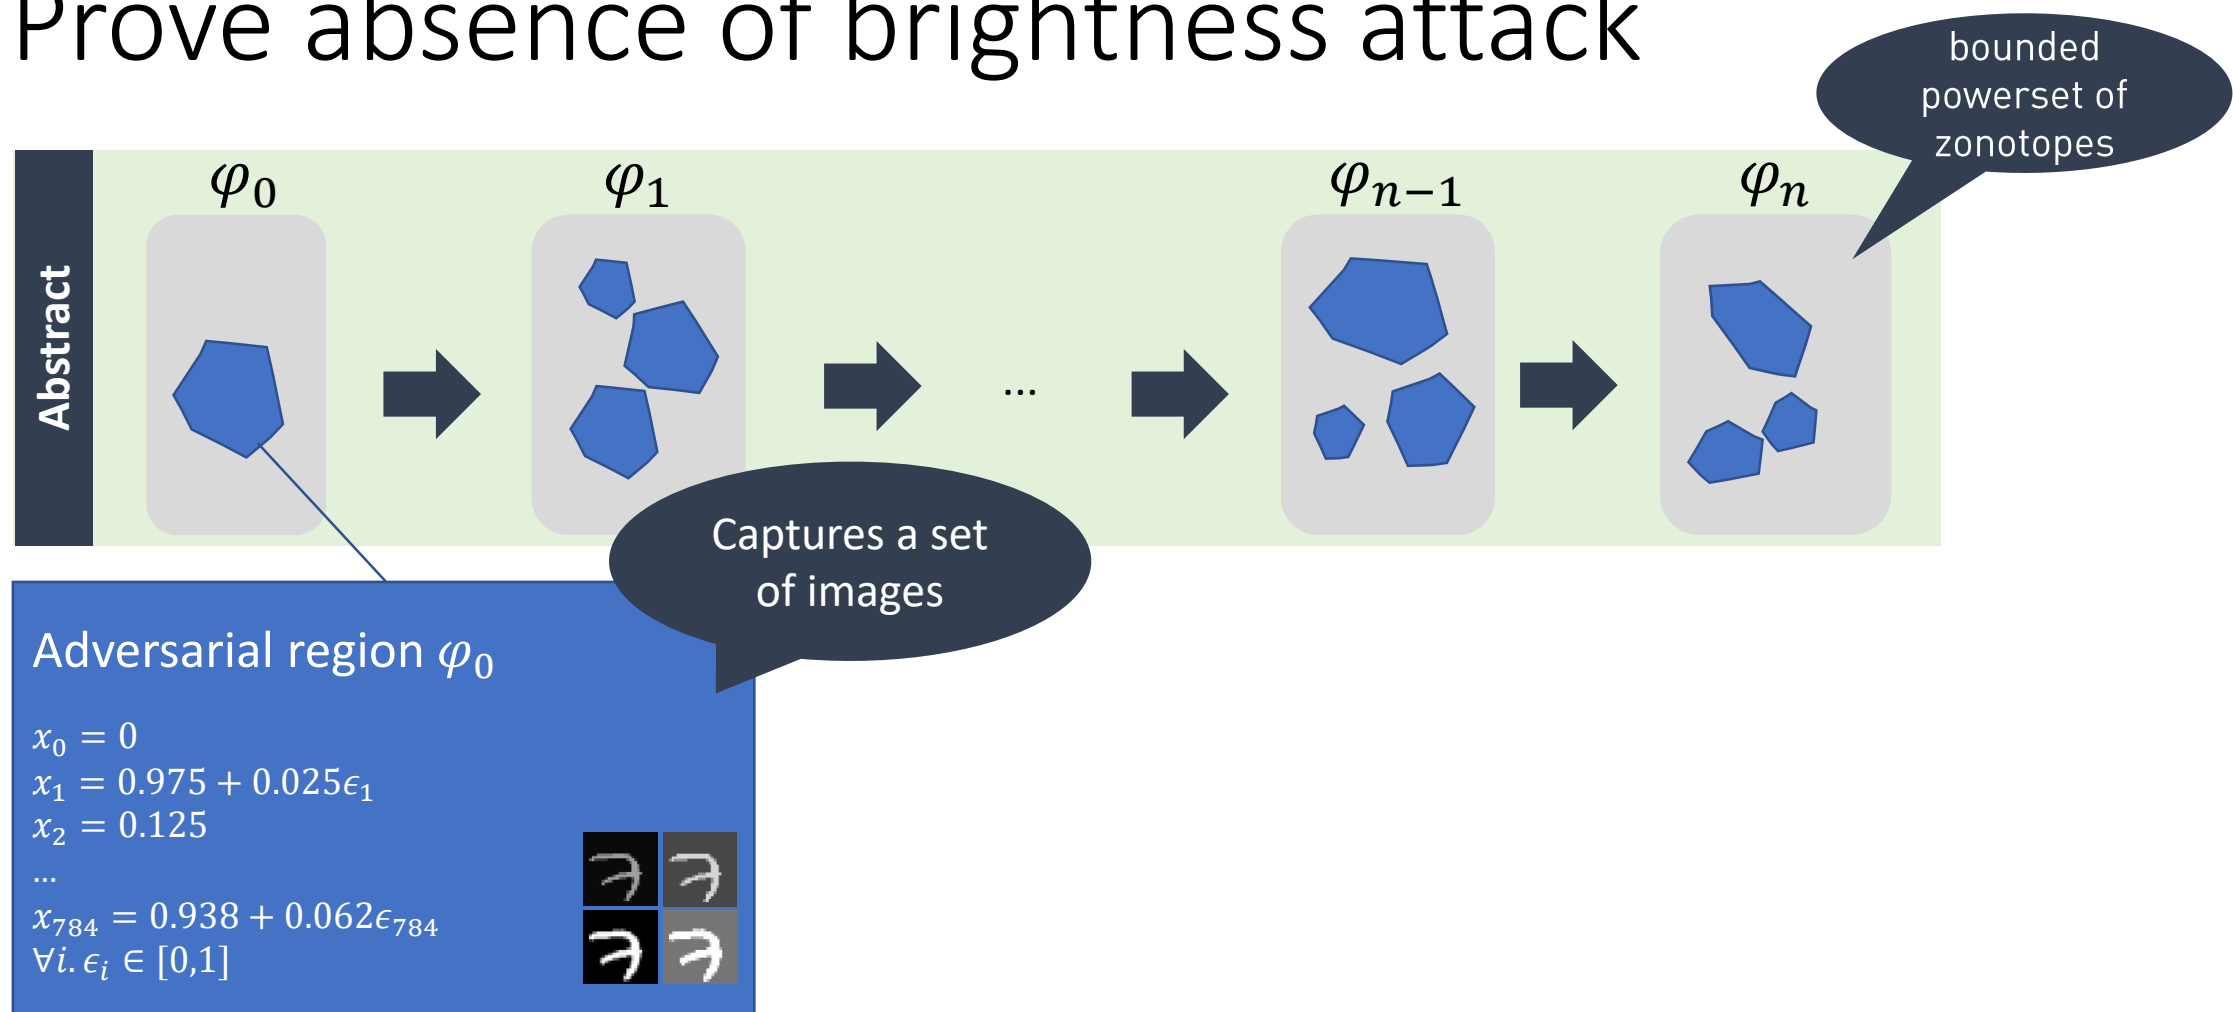 Prove absence of brightness attack
bounded
powerset of
zonotopes
Abstract
φ₀
φ₁
φₙ₋₁
φₙ
...
Captures a set
of images
Adversarial region φ₀
x₀ = 0
x₁ = 0.975 + 0.025ϵ₁
x₂ = 0.125
...
x₇₈₄ = 0.938 + 0.062ϵ₇₈₄
∀i. ϵᵢ ∈ [0,1]